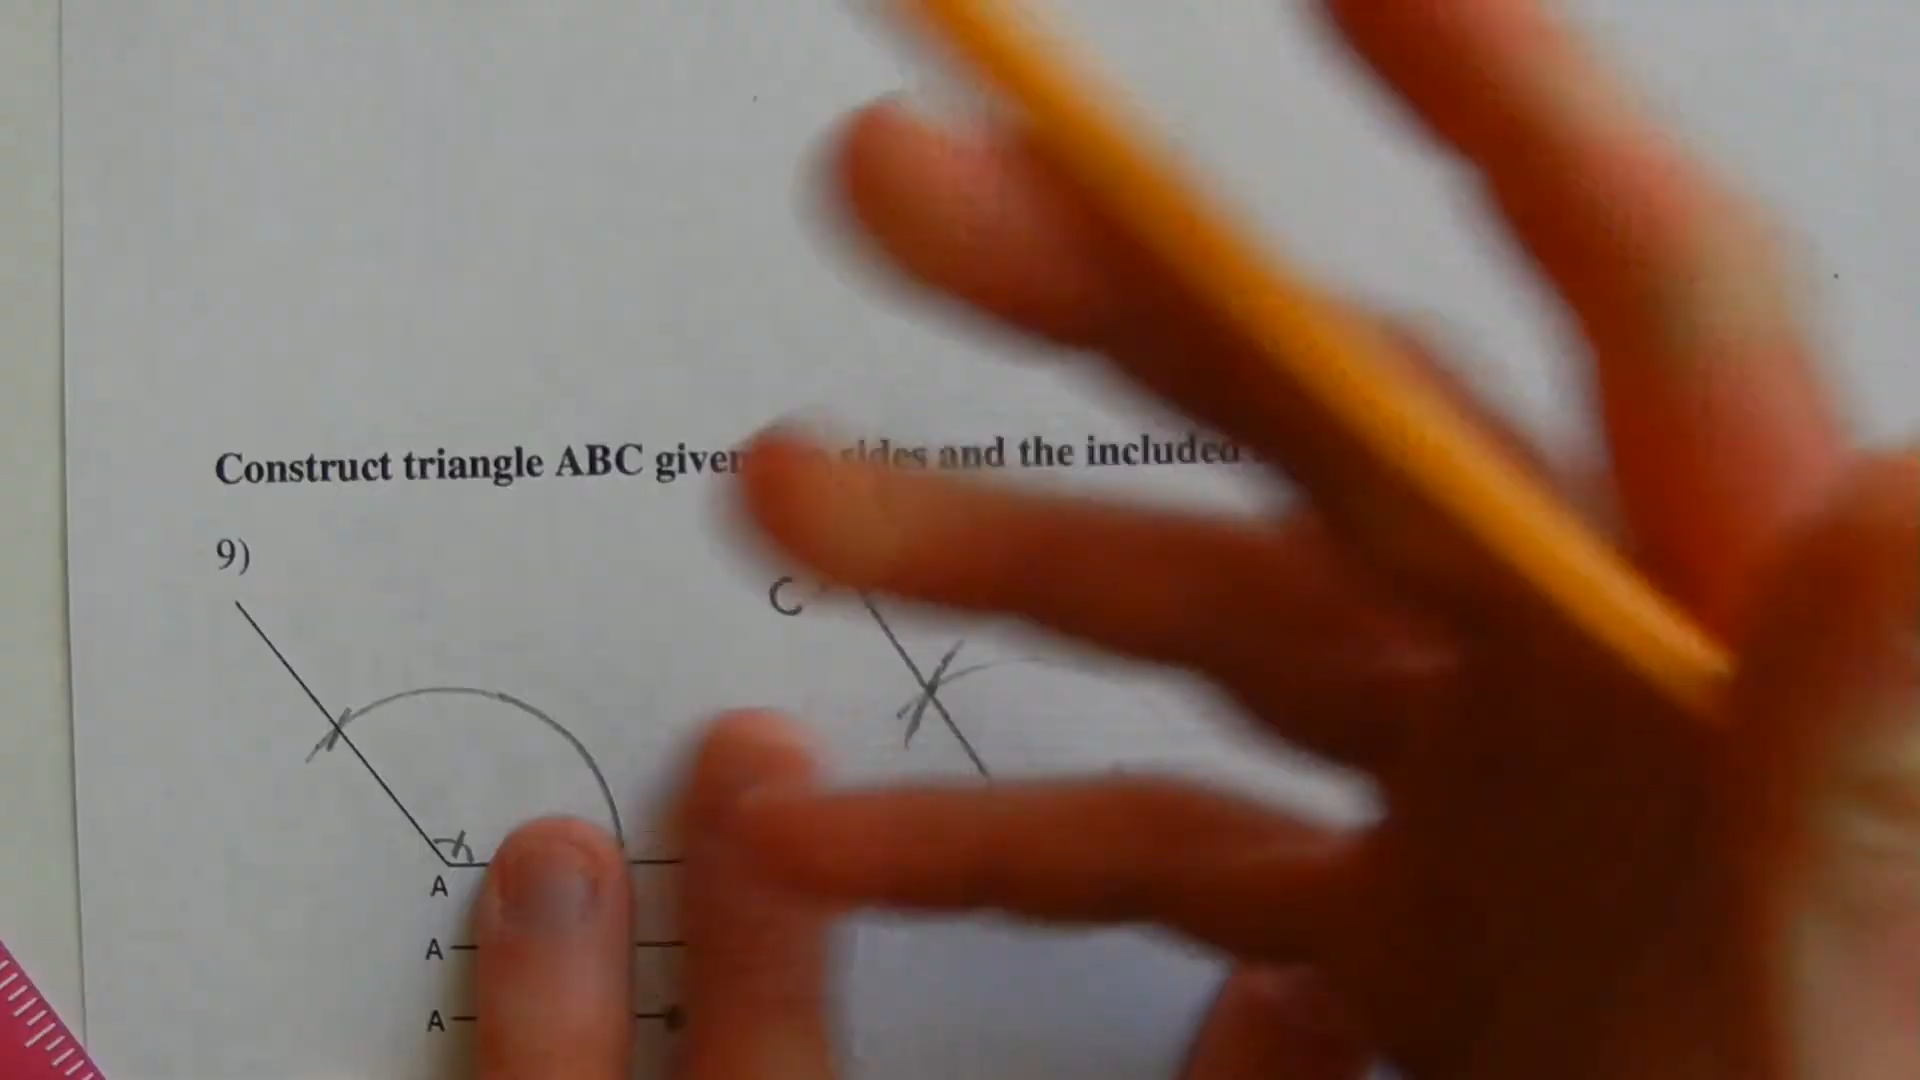 Construct triangle ABC given sides and the included
9)
C
A
A
A